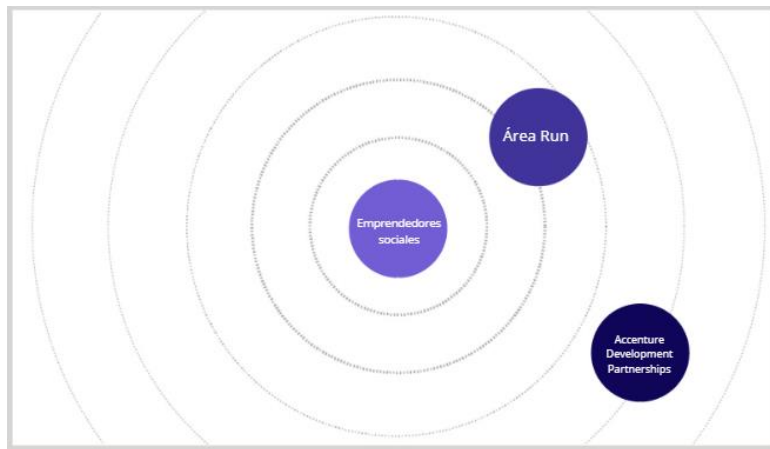 Área Run
Emprendedores
sociales
Accenture
Development
Partnerships